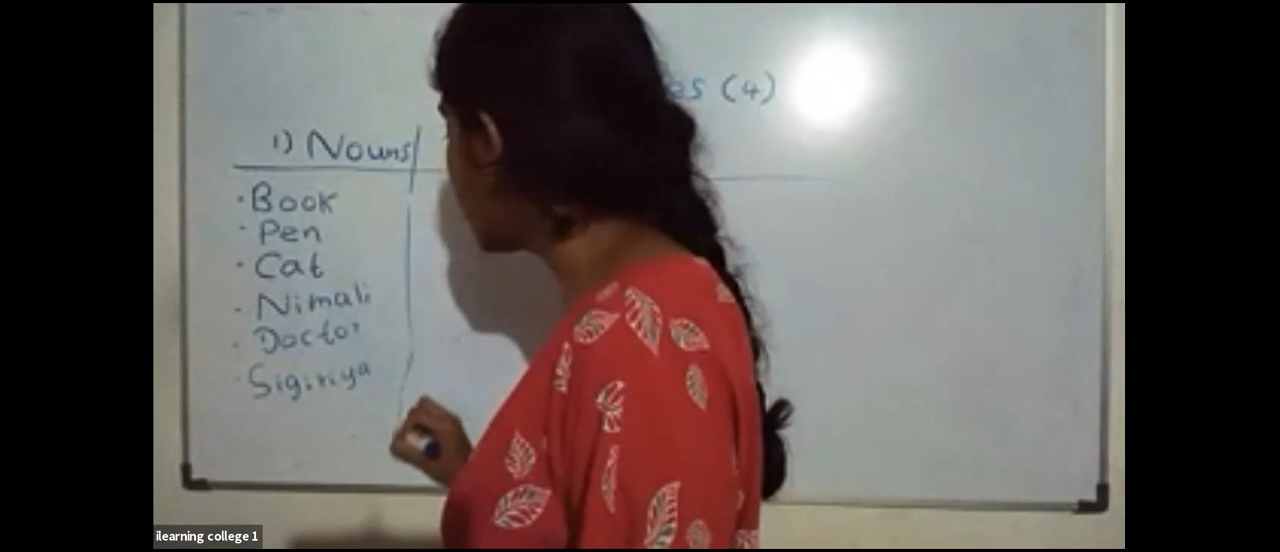 es (4)
1) Nouns
· Book
· Pen
· Cat
· Nimali
· Doctor
· Sigiriya
ilearning college 1